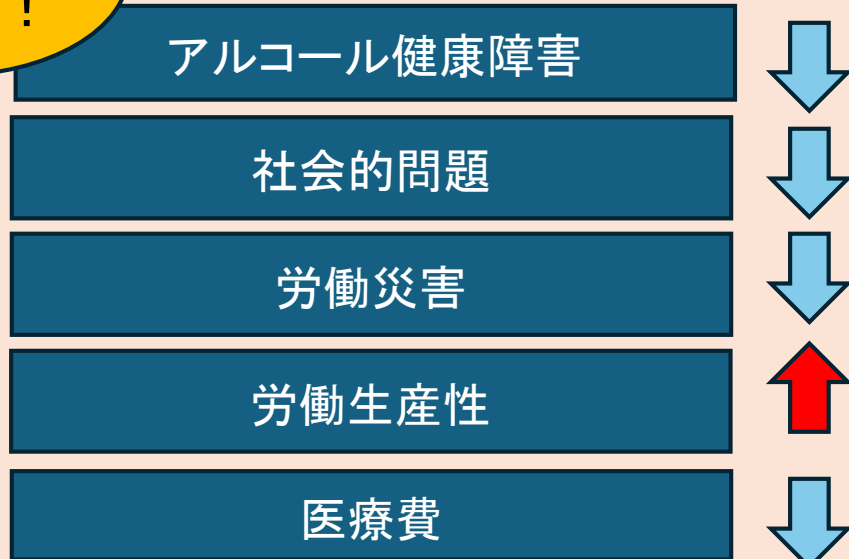 !
アルコール健康障害
社会的問題
労働災害
労働生産性
医療費